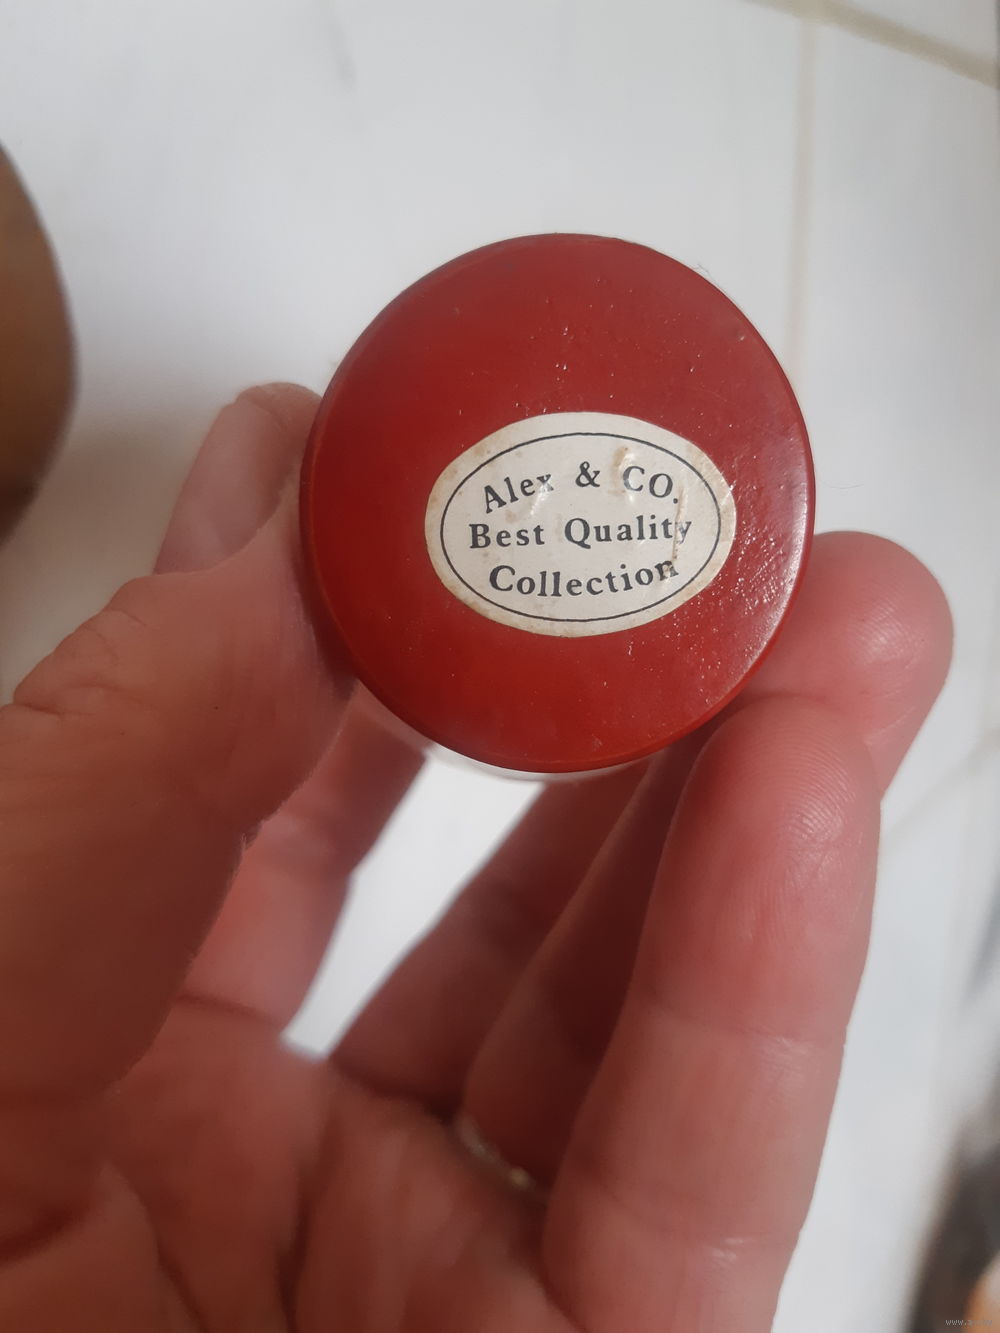 Alex & CO.
Best Quality
Collection